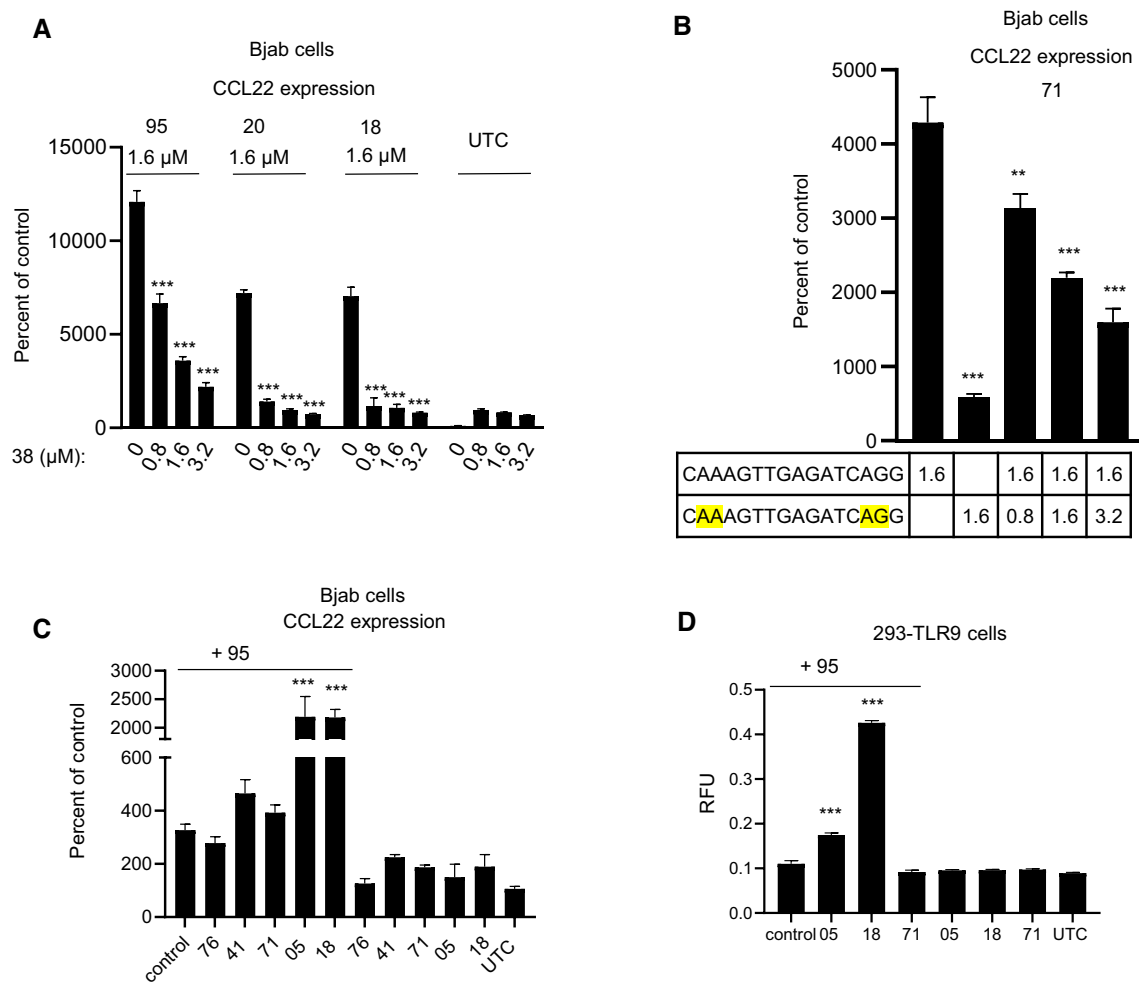 A
Bjab cells
CCL22 expression
95 20 18 UTC
1.6 µM 1.6 µM 1.6 µM
Percent of control
15000
10000
5000
0
*** *** ***
*** *** ***
*** *** ***
38 (µM): 0 0.8 1.6 3.2 0 0.8 1.6 3.2 0 0.8 1.6 3.2 0 0.8 1.6 3.2
B
Bjab cells
CCL22 expression
71
Percent of control
5000
4000
3000
2000
1000
0
*** ** *** ***
CAAAGTTGAGATCAGG 1.6 1.6 1.6 1.6
CAAAGTTGAGATCAGG 1.6 0.8 1.6 3.2
C
Bjab cells
CCL22 expression
+ 95
Percent of control
3000
2000
600
400
200
0
*** ***
control 76 41 71 05 18 76 41 71 05 18 UTC
D
293-TLR9 cells
+ 95
RFU
0.5
0.4
0.3
0.2
0.1
0.0
*** ***
control 05 18 71 05 18 71 UTC